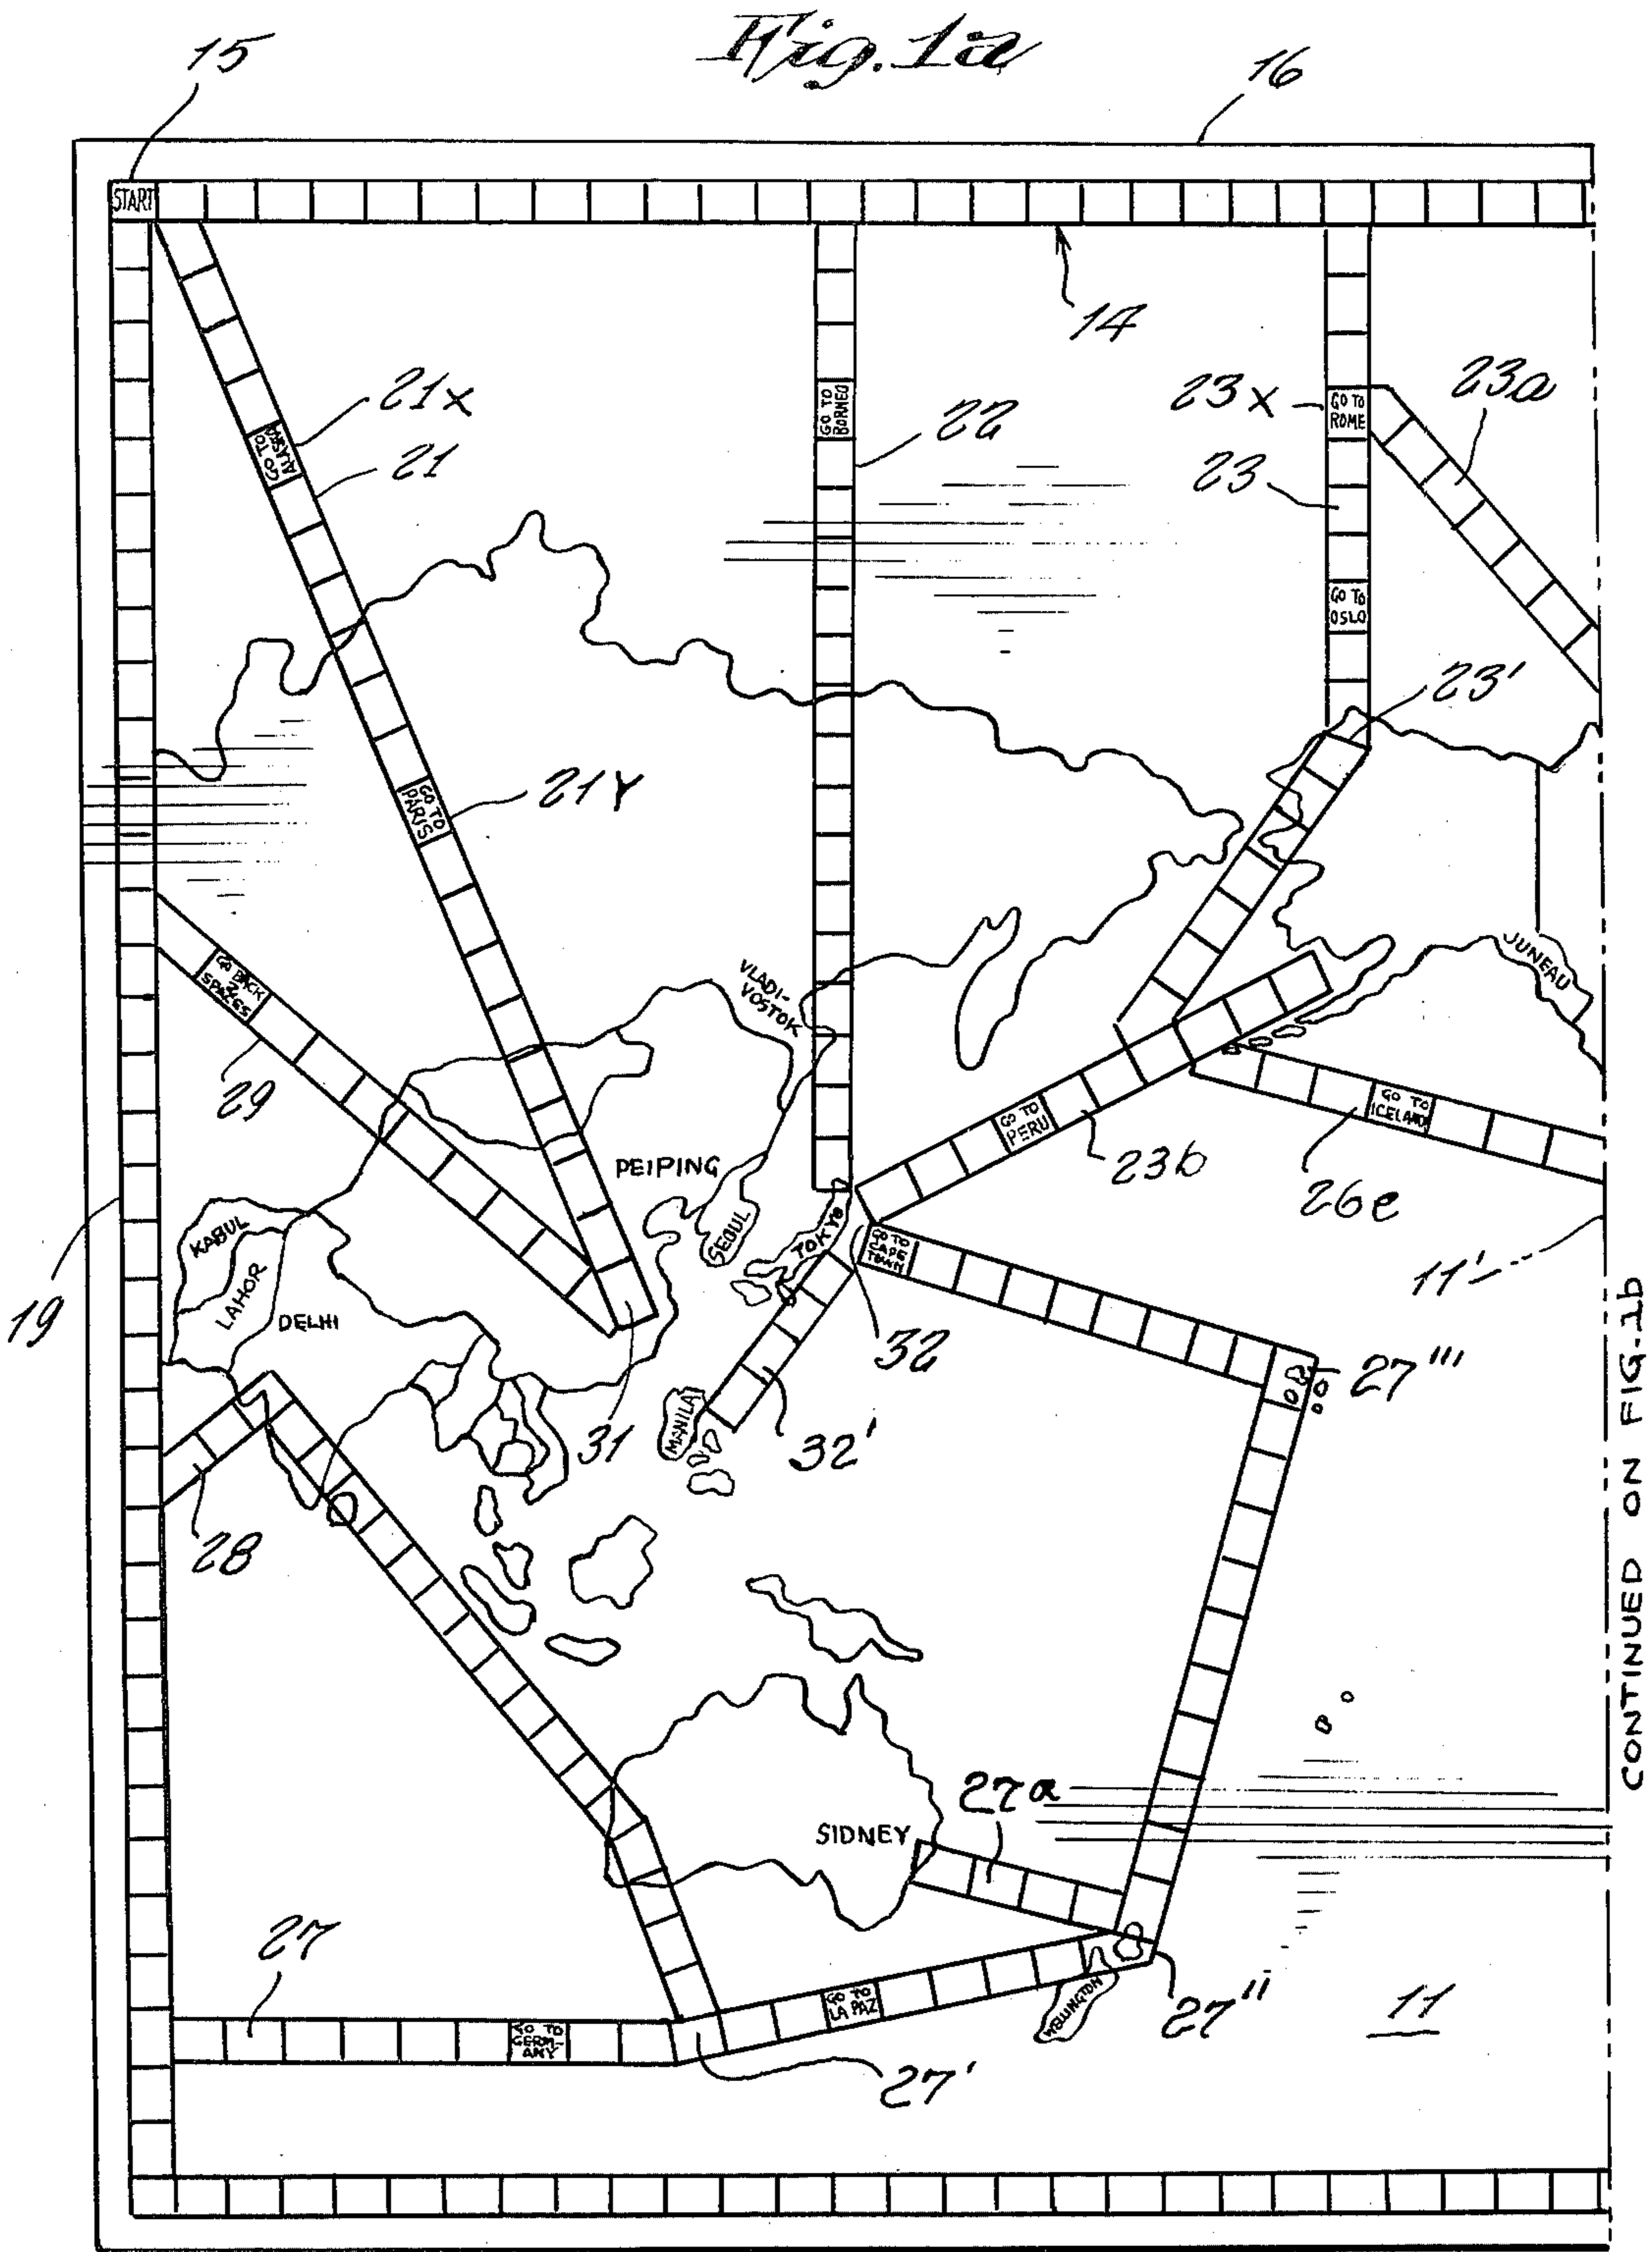 Fig. 1a
15
16
START
14
21x
GO TO
ALASKA
21
GO TO
BORNEO
22
23x
GO TO
ROME
23a
23
GO TO
OSLO
23'
21Y
GO TO
PARIS
GO BACK
2
SPACES
29
VLADI-
VOSTOK
JUNEAU
PEIPING
SEOUL
TOKYO
GO TO
PERU
23b
GO TO
ICELAND
26e
11'
KABUL
LAHOR
DELHI
19
GO TO
CAPE
TOWN
32
27'''
31
MANILA
32'
28
CONTINUED ON FIG. 1b
SIDNEY
27a
27
GO TO
GERM-
ANY
GO TO
LA PAZ
WELLINGTON
27''
11
27'